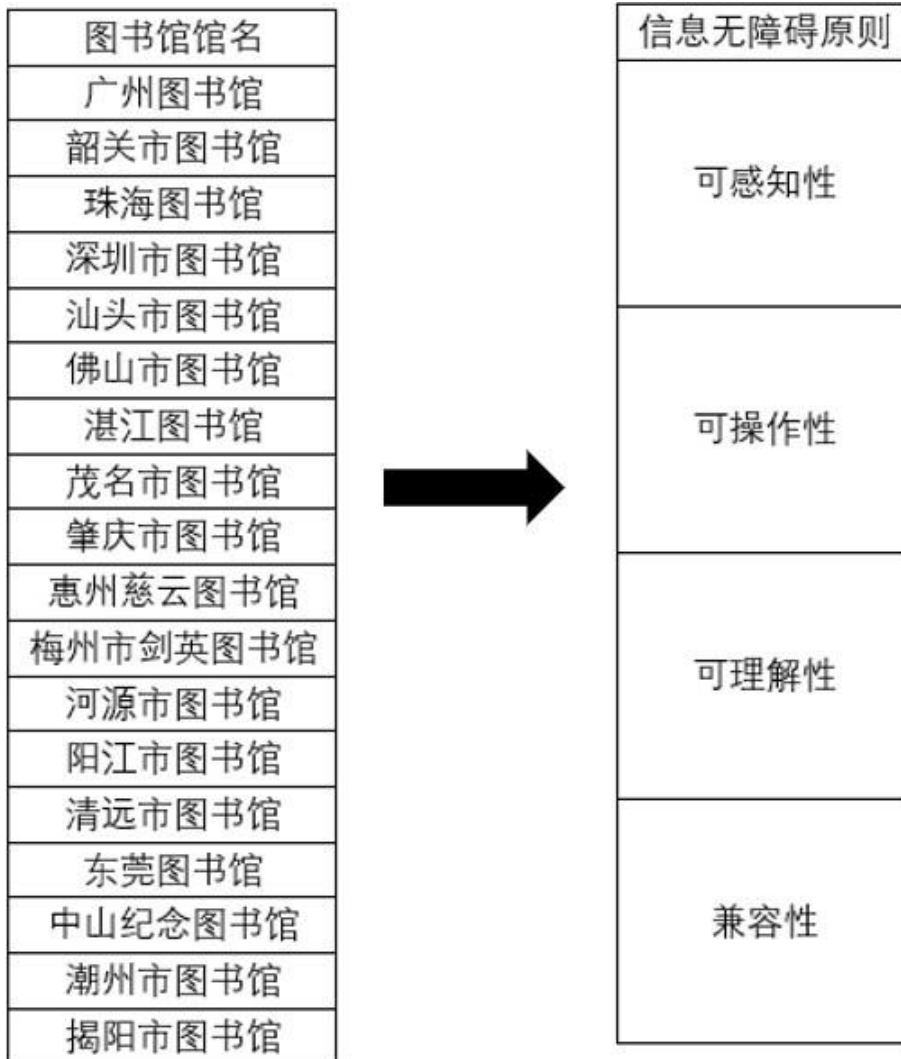 图书馆馆名
广州图书馆
韶关市图书馆
珠海图书馆
深圳市图书馆
汕头市图书馆
佛山市图书馆
湛江图书馆
茂名市图书馆
肇庆市图书馆
惠州慈云图书馆
梅州市剑英图书馆
河源市图书馆
阳江市图书馆
清远市图书馆
东莞图书馆
中山纪念图书馆
潮州市图书馆
揭阳市图书馆
信息无障碍原则
可感知性
可操作性
可理解性
兼容性